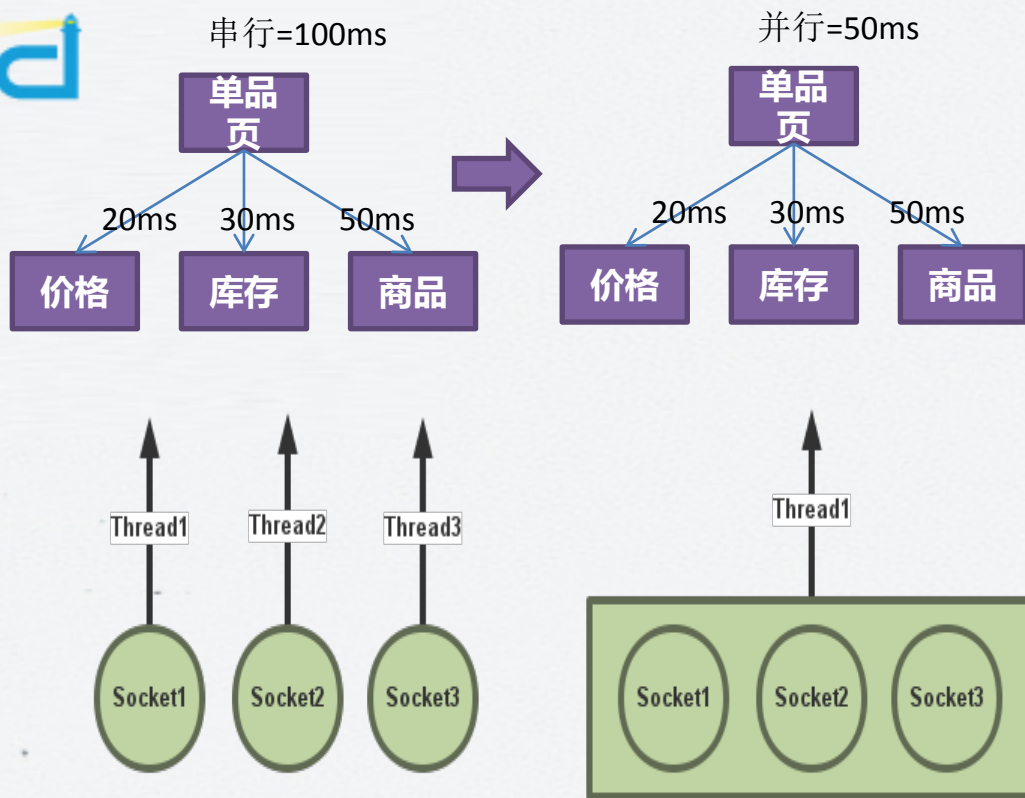 串行=100ms
并行=50ms
单品
页
单品
页
20ms 30ms 50ms
20ms 30ms 50ms
价格 库存 商品
价格 库存 商品
Thread1 Thread2 Thread3
Thread1
Socket1 Socket2 Socket3
Socket1 Socket2 Socket3